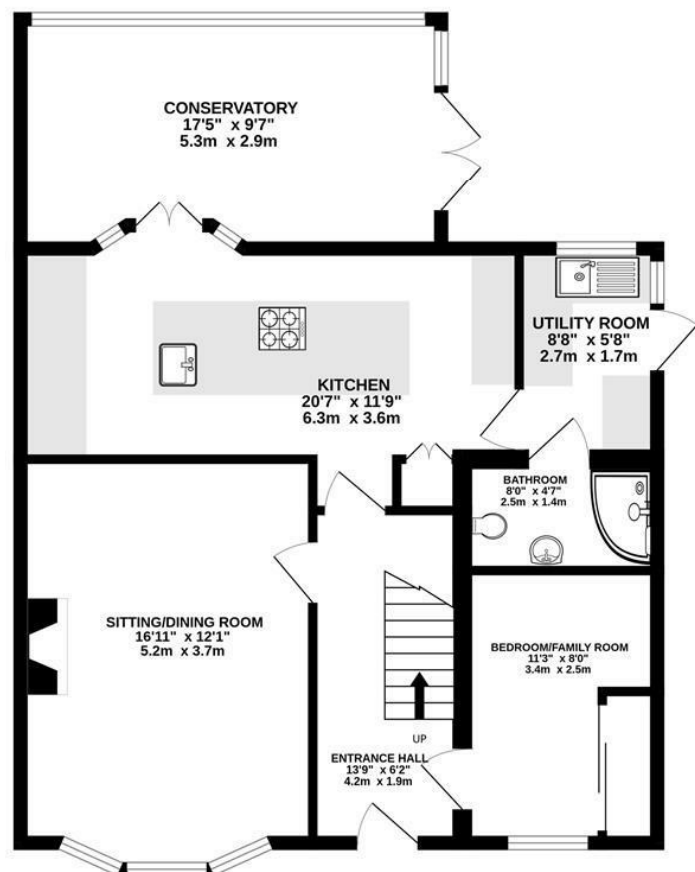 CONSERVATORY
17'5" x 9'7"
5.3m x 2.9m
UTILITY ROOM
8'8" x 5'8"
2.7m x 1.7m
KITCHEN
20'7" x 11'9"
6.3m x 3.6m
BATHROOM
8'0" x 4'7"
2.5m x 1.4m
SITTING/DINING ROOM
16'11" x 12'1"
5.2m x 3.7m
BEDROOM/FAMILY ROOM
11'3" x 8'0"
3.4m x 2.5m
UP
ENTRANCE HALL
13'9" x 6'2"
4.2m x 1.9m